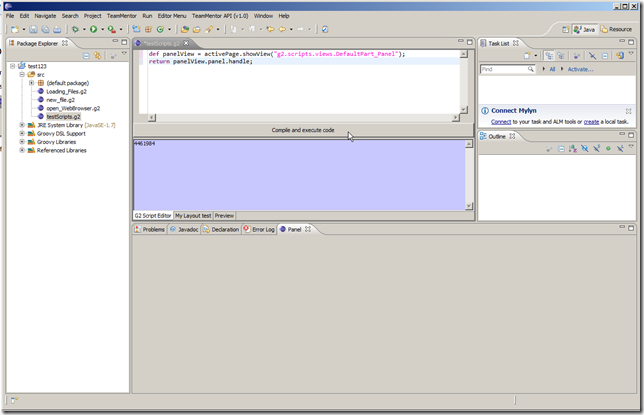 File Edit Navigate Search Project TeamMentor Run Editor Menu TeamMentor API (v1.0) Window Help
Java Resource
Package Explorer
test123
src
(default package)
Loading_Files.g2
new_file.g2
open_WebBrowser.g2
testScripts.g2
JRE System Library [JavaSE-1.7]
Groovy DSL Support
Groovy Libraries
Referenced Libraries
*testScripts.g2
def panelView = activePage.showView("g2.scripts.views.DefaultPart_Panel");
return panelView.panel.handle;
Compile and execute code
4461984
G2 Script Editor My Layout test Preview
Task List
Find All Activate...
Connect Mylyn
Connect to your task and ALM tools or create a local task.
Outline
Problems Javadoc Declaration Error Log Panel